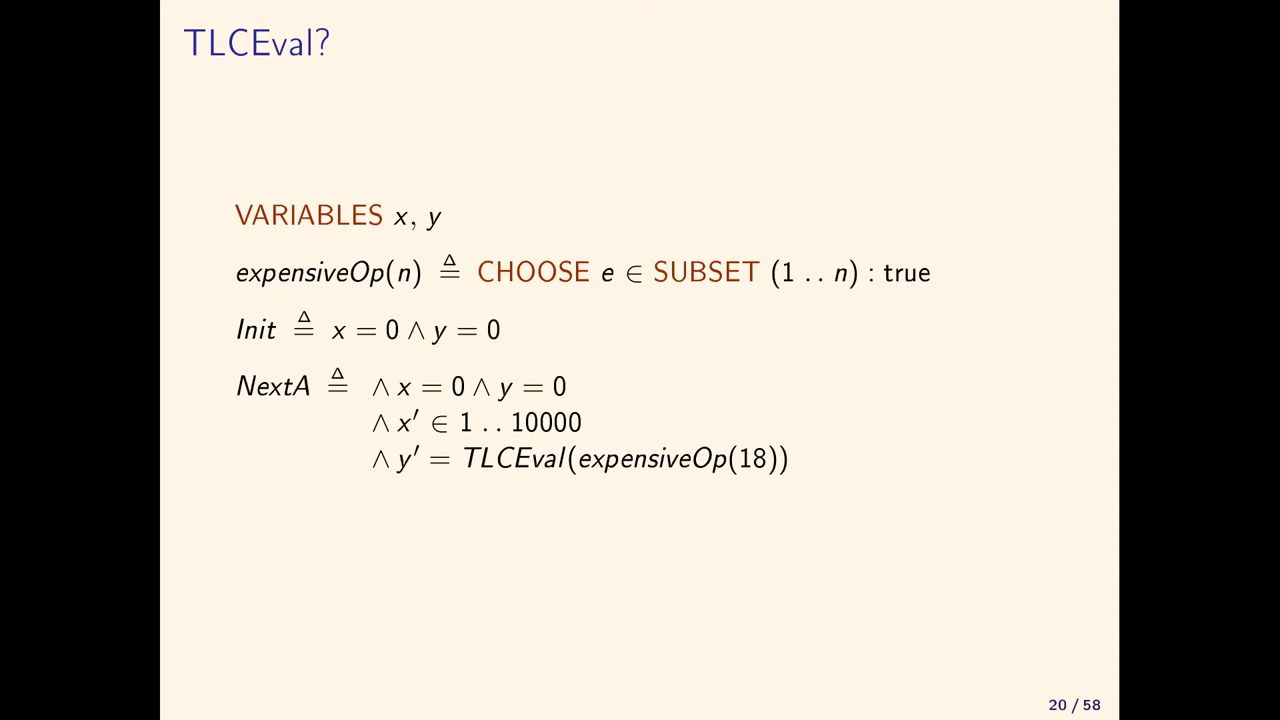 TLCEval?
VARIABLES x, y
expensiveOp(n) ≜ CHOOSE e ∈ SUBSET (1 .. n) : true
Init ≜ x = 0 ∧ y = 0
NextA ≜ ∧ x = 0 ∧ y = 0
∧ x′ ∈ 1 .. 10000
∧ y′ = TLCEval(expensiveOp(18))
20 / 58